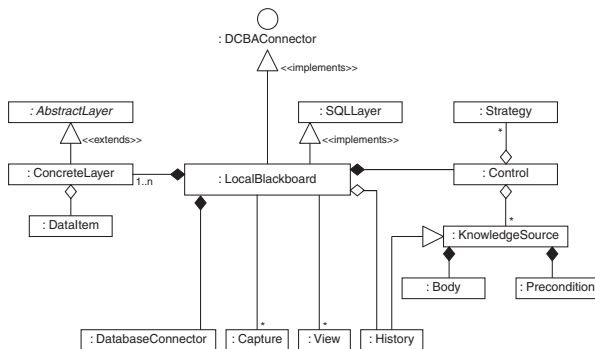 : DCBAConnector
<<implements>>
: AbstractLayer
: SQLLayer
: Strategy
<<extends>>
<<implements>>
*
: ConcreteLayer
1..n
: LocalBlackboard
: Control
*
: DataItem
: KnowledgeSource
: Body
: Precondition
*
*
: DatabaseConnector
: Capture
: View
: History